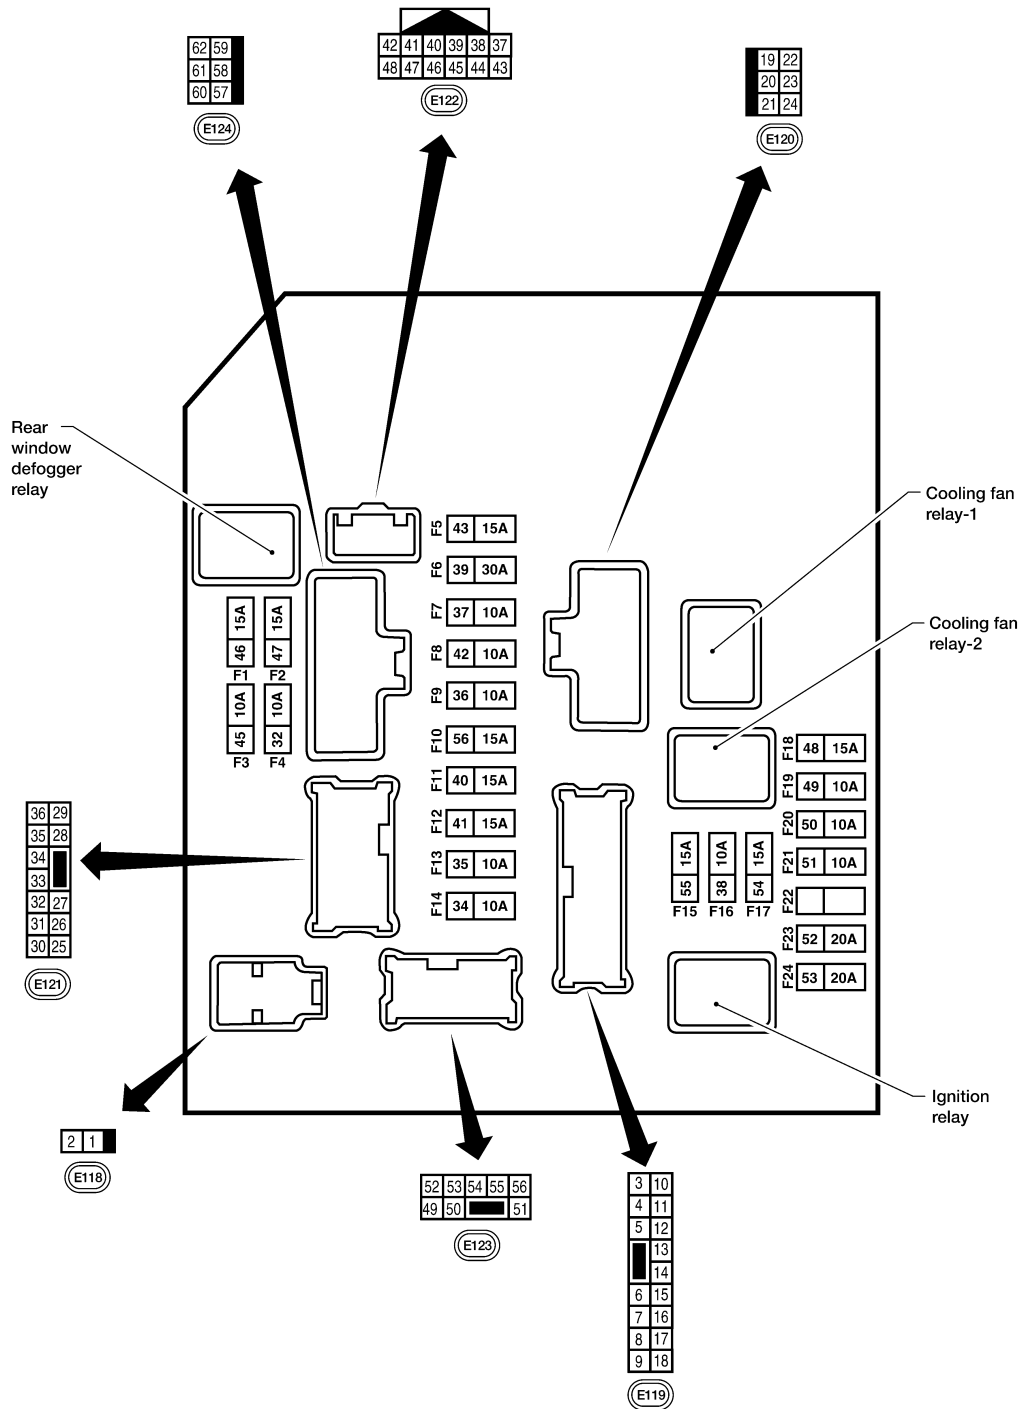 62 59
61 58
60 57
E124
42 41 40 39 38 37
48 47 46 45 44 43
E122
19 22
20 23
21 24
E120
Rear
window
defogger
relay
Cooling fan
relay-1
Cooling fan
relay-2
F5 43 15A
F6 39 30A
F7 37 10A
F8 42 10A
F9 36 10A
F10 56 15A
F11 40 15A
F12 41 15A
F13 35 10A
F14 34 10A
15A 15A
46 47
F1 F2
10A 10A
45 32
F3 F4
F18 48 15A
F19 49 10A
F20 50 10A
F21 51 10A
F22
F23 52 20A
F24 53 20A
15A 10A 15A
55 38 54
F15 F16 F17
36 29
35 28
34
33
32 27
31 26
30 25
E121
Ignition
relay
2 1
E118
52 53 54 55 56
49 50 51
E123
3 10
4 11
5 12
13
14
6 15
7 16
8 17
9 18
E119